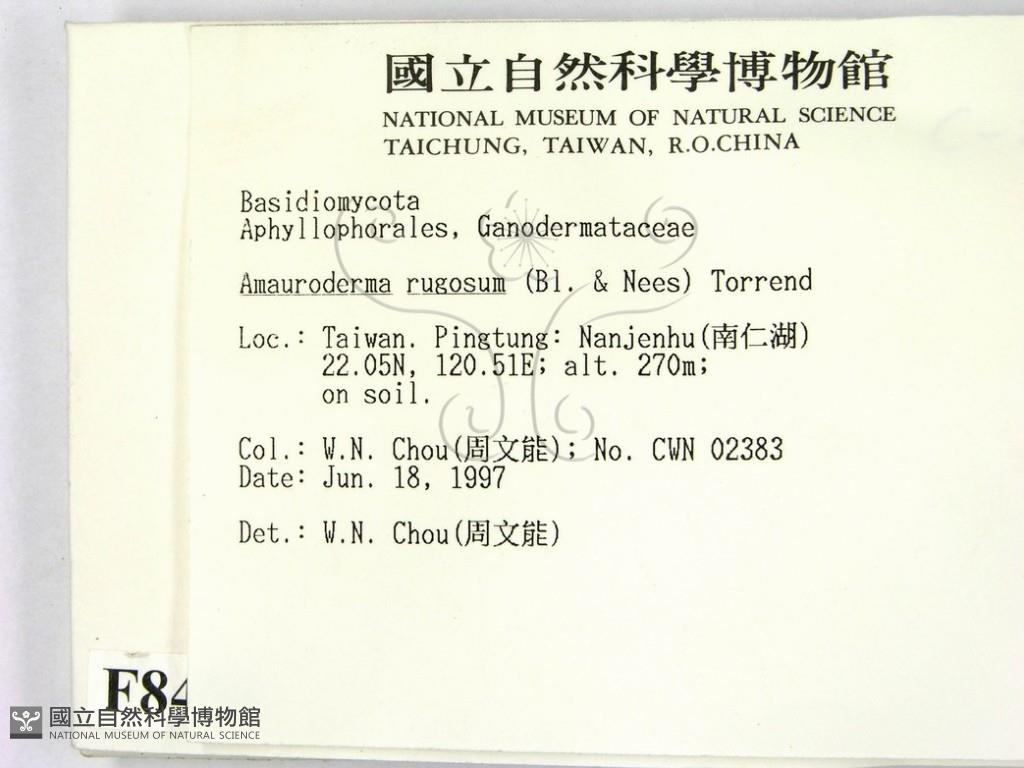 國立自然科學博物館
NATIONAL MUSEUM OF NATURAL SCIENCE
TAICHUNG, TAIWAN, R.O.CHINA
Basidiomycota
Aphyllophorales, Ganodermataceae
Amauroderma rugosum (Bl. & Nees) Torrend
Loc.: Taiwan. Pingtung: Nanjenhu(南仁湖)
22.05N, 120.51E; alt. 270m;
on soil.
Col.: W.N. Chou(周文能); No. CWN 02383
Date: Jun. 18, 1997
Det.: W.N. Chou(周文能)
F84
國立自然科學博物館
NATIONAL MUSEUM OF NATURAL SCIENCE